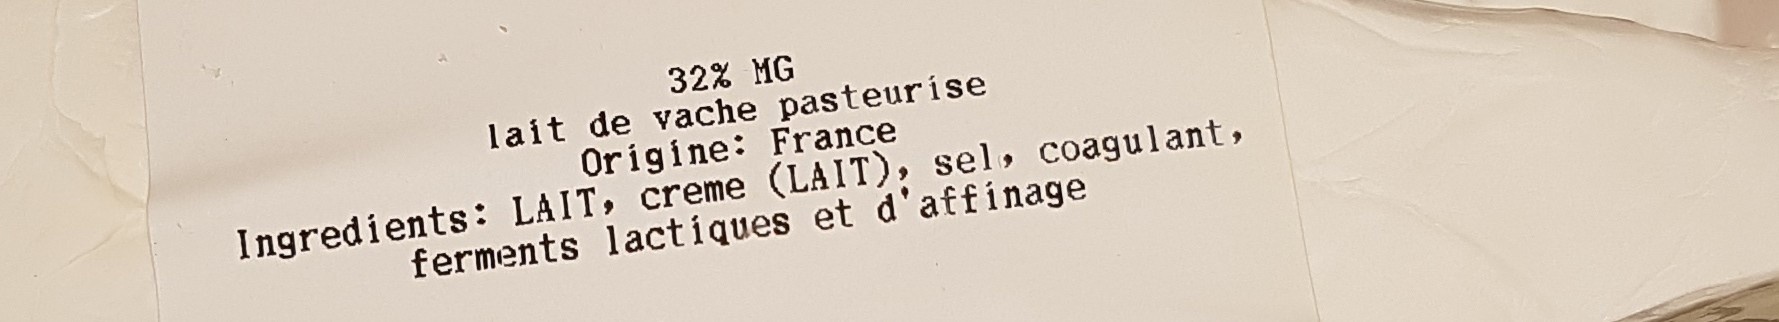 32% MG
lait de vache pasteurise
Origine: France
Ingredients: LAIT, creme (LAIT), sel, coagulant,
ferments lactiques et d'affinage